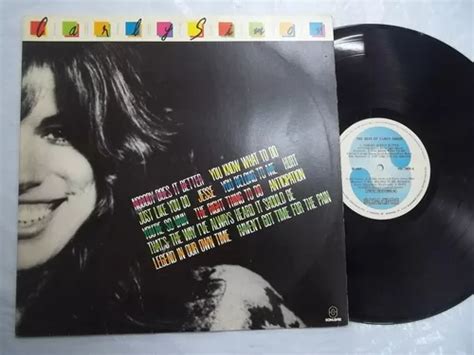 Carly Simon
NOBODY DOES IT BETTER YOU KNOW WHAT TO DO
JUST LIKE YOU DO JESSE YOU BELONG TO ME HURT
YOU'RE SO VAIN THE RIGHT THING TO DO ANTICIPATION
THAT'S THE WAY I'VE ALWAYS HEARD IT SHOULD BE
LEGEND IN OUR OWN TIME HAVEN'T GOT TIME FOR THE PAIN
THE BEST OF CARLY SIMON